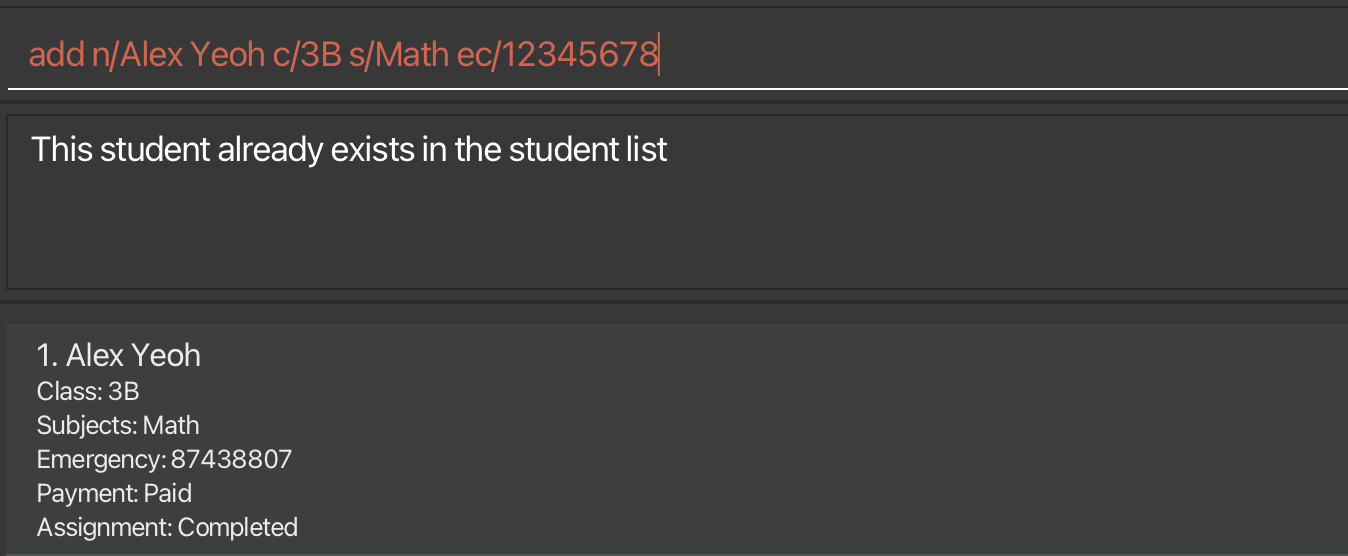 add n/Alex Yeoh c/3B s/Math ec/12345678
This student already exists in the student list
1. Alex Yeoh
Class: 3B
Subjects: Math
Emergency: 87438807
Payment: Paid
Assignment: Completed